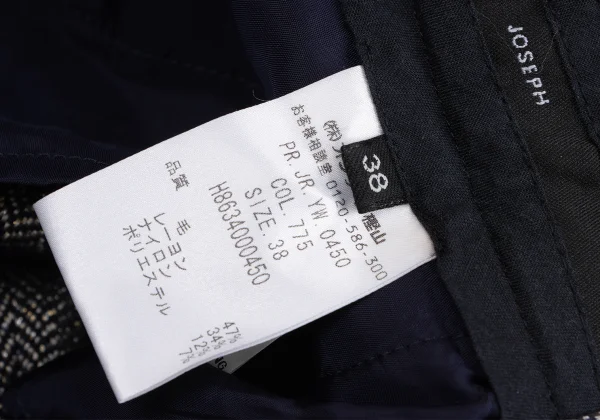 JOSEPH
38
(株)
樫山
お客様相談室 0120-586-300
PR. JR. YW. 0450
COL. 775
SIZE. 38
H8634000450
品質
毛 47%
レーヨン 34%
ナイロン 12%
ポリエステル 7%